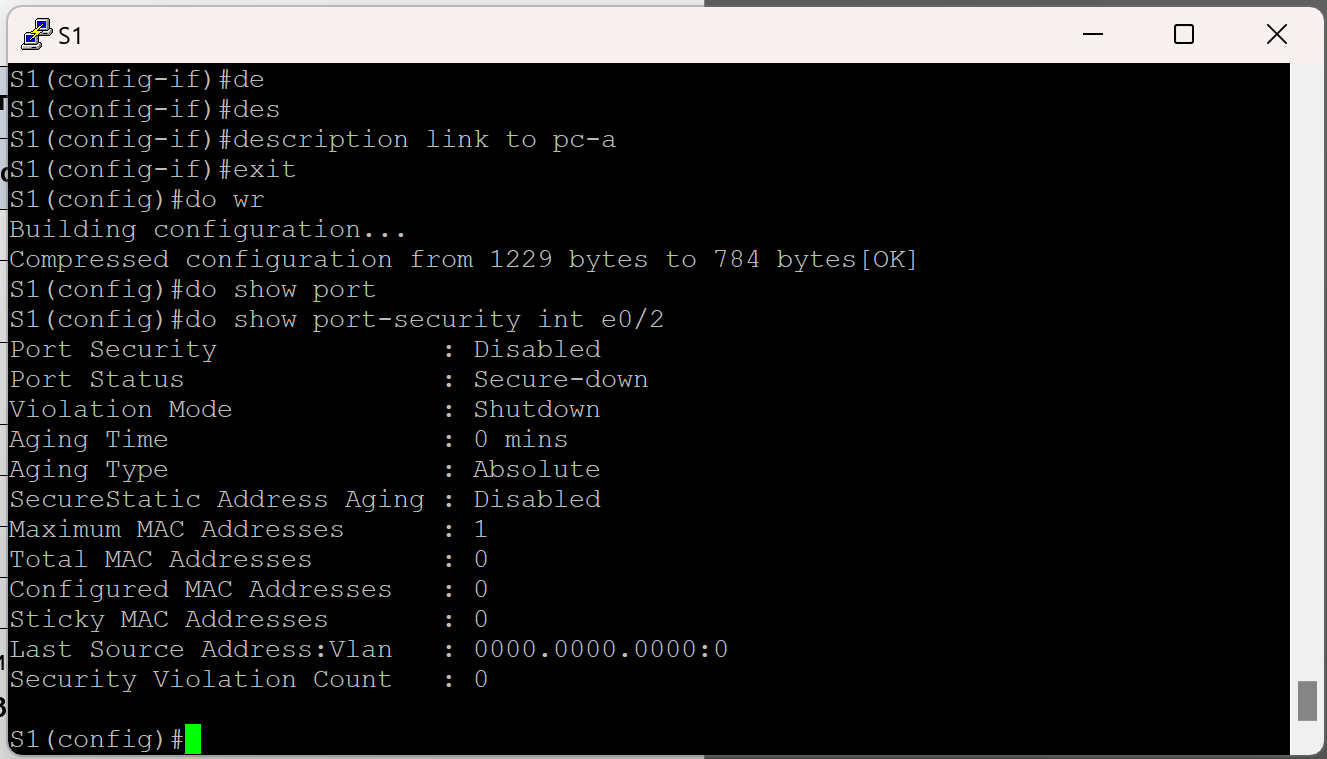 S1
S1(config-if)#de
S1(config-if)#des
S1(config-if)#description link to pc-a
S1(config-if)#exit
S1(config)#do wr
Building configuration...
Compressed configuration from 1229 bytes to 784 bytes[OK]
S1(config)#do show port
S1(config)#do show port-security int e0/2
Port Security              : Disabled
Port Status                : Secure-down
Violation Mode             : Shutdown
Aging Time                 : 0 mins
Aging Type                 : Absolute
SecureStatic Address Aging : Disabled
Maximum MAC Addresses      : 1
Total MAC Addresses        : 0
Configured MAC Addresses   : 0
Sticky MAC Addresses       : 0
Last Source Address:Vlan   : 0000.0000.0000:0
Security Violation Count   : 0
S1(config)#